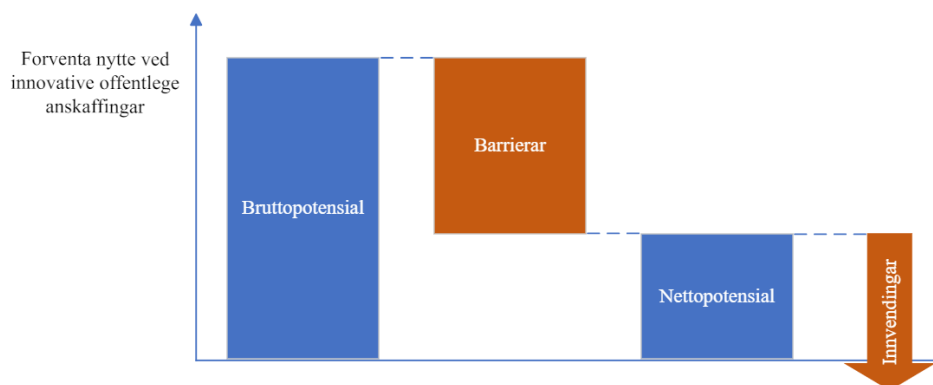 Forventa nytte ved
innovative offentlege
anskaffingar
Bruttopotensial
Barrierar
Nettopotensial
Innvendingar